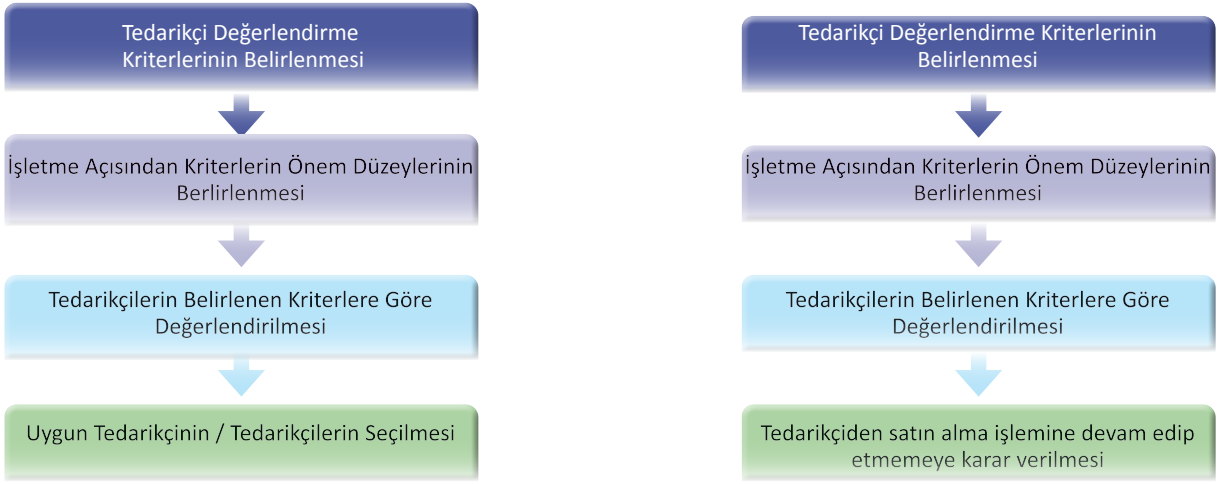 Tedarikçi Değerlendirme
Kriterlerinin Belirlenmesi
İşletme Açısından Kriterlerin Önem Düzeylerinin
Berlirlenmesi
Tedarikçilerin Belirlenen Kriterlere Göre
Değerlendirilmesi
Uygun Tedarikçinin / Tedarikçilerin Seçilmesi
Tedarikçi Değerlendirme Kriterlerinin
Belirlenmesi
İşletme Açısından Kriterlerin Önem Düzeylerinin
Berlirlenmesi
Tedarikçilerin Belirlenen Kriterlere Göre
Değerlendirilmesi
Tedarikçiden satın alma işlemine devam edip
etmemeye karar verilmesi